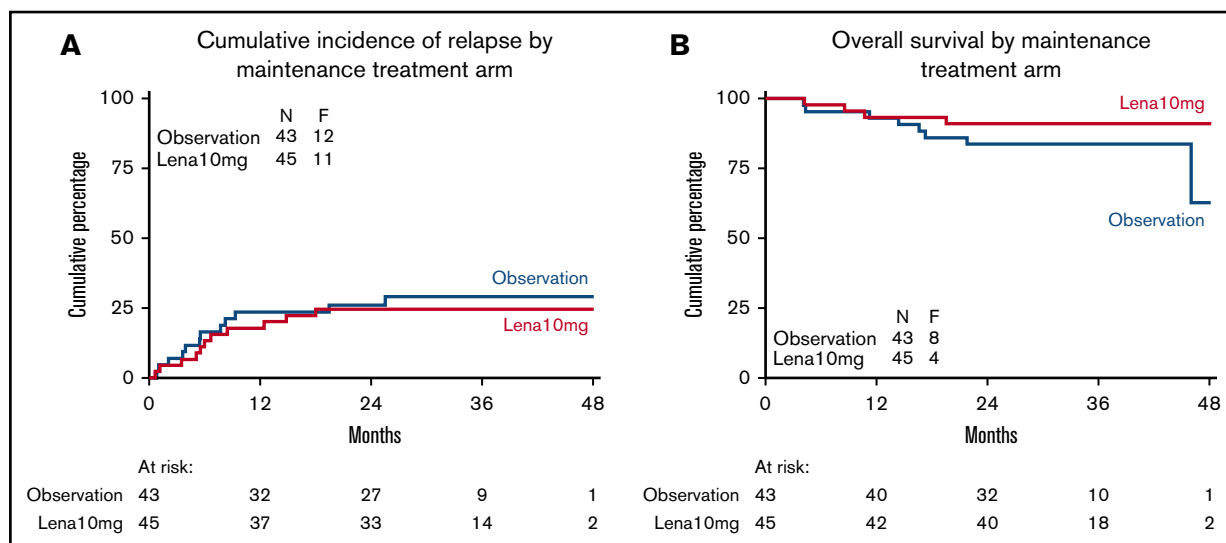 A
Cumulative incidence of relapse by
maintenance treatment arm
Cumulative percentage
100
75
50
25
0
N F
Observation 43 12
Lena10mg 45 11
Observation
Lena10mg
0 12 24 36 48
Months
At risk:
Observation 43 32 27 9 1
Lena10mg 45 37 33 14 2
B
Overall survival by maintenance
treatment arm
Cumulative percentage
100
75
50
25
0
Lena10mg
Observation
N F
Observation 43 8
Lena10mg 45 4
0 12 24 36 48
Months
At risk:
Observation 43 40 32 10 1
Lena10mg 45 42 40 18 2